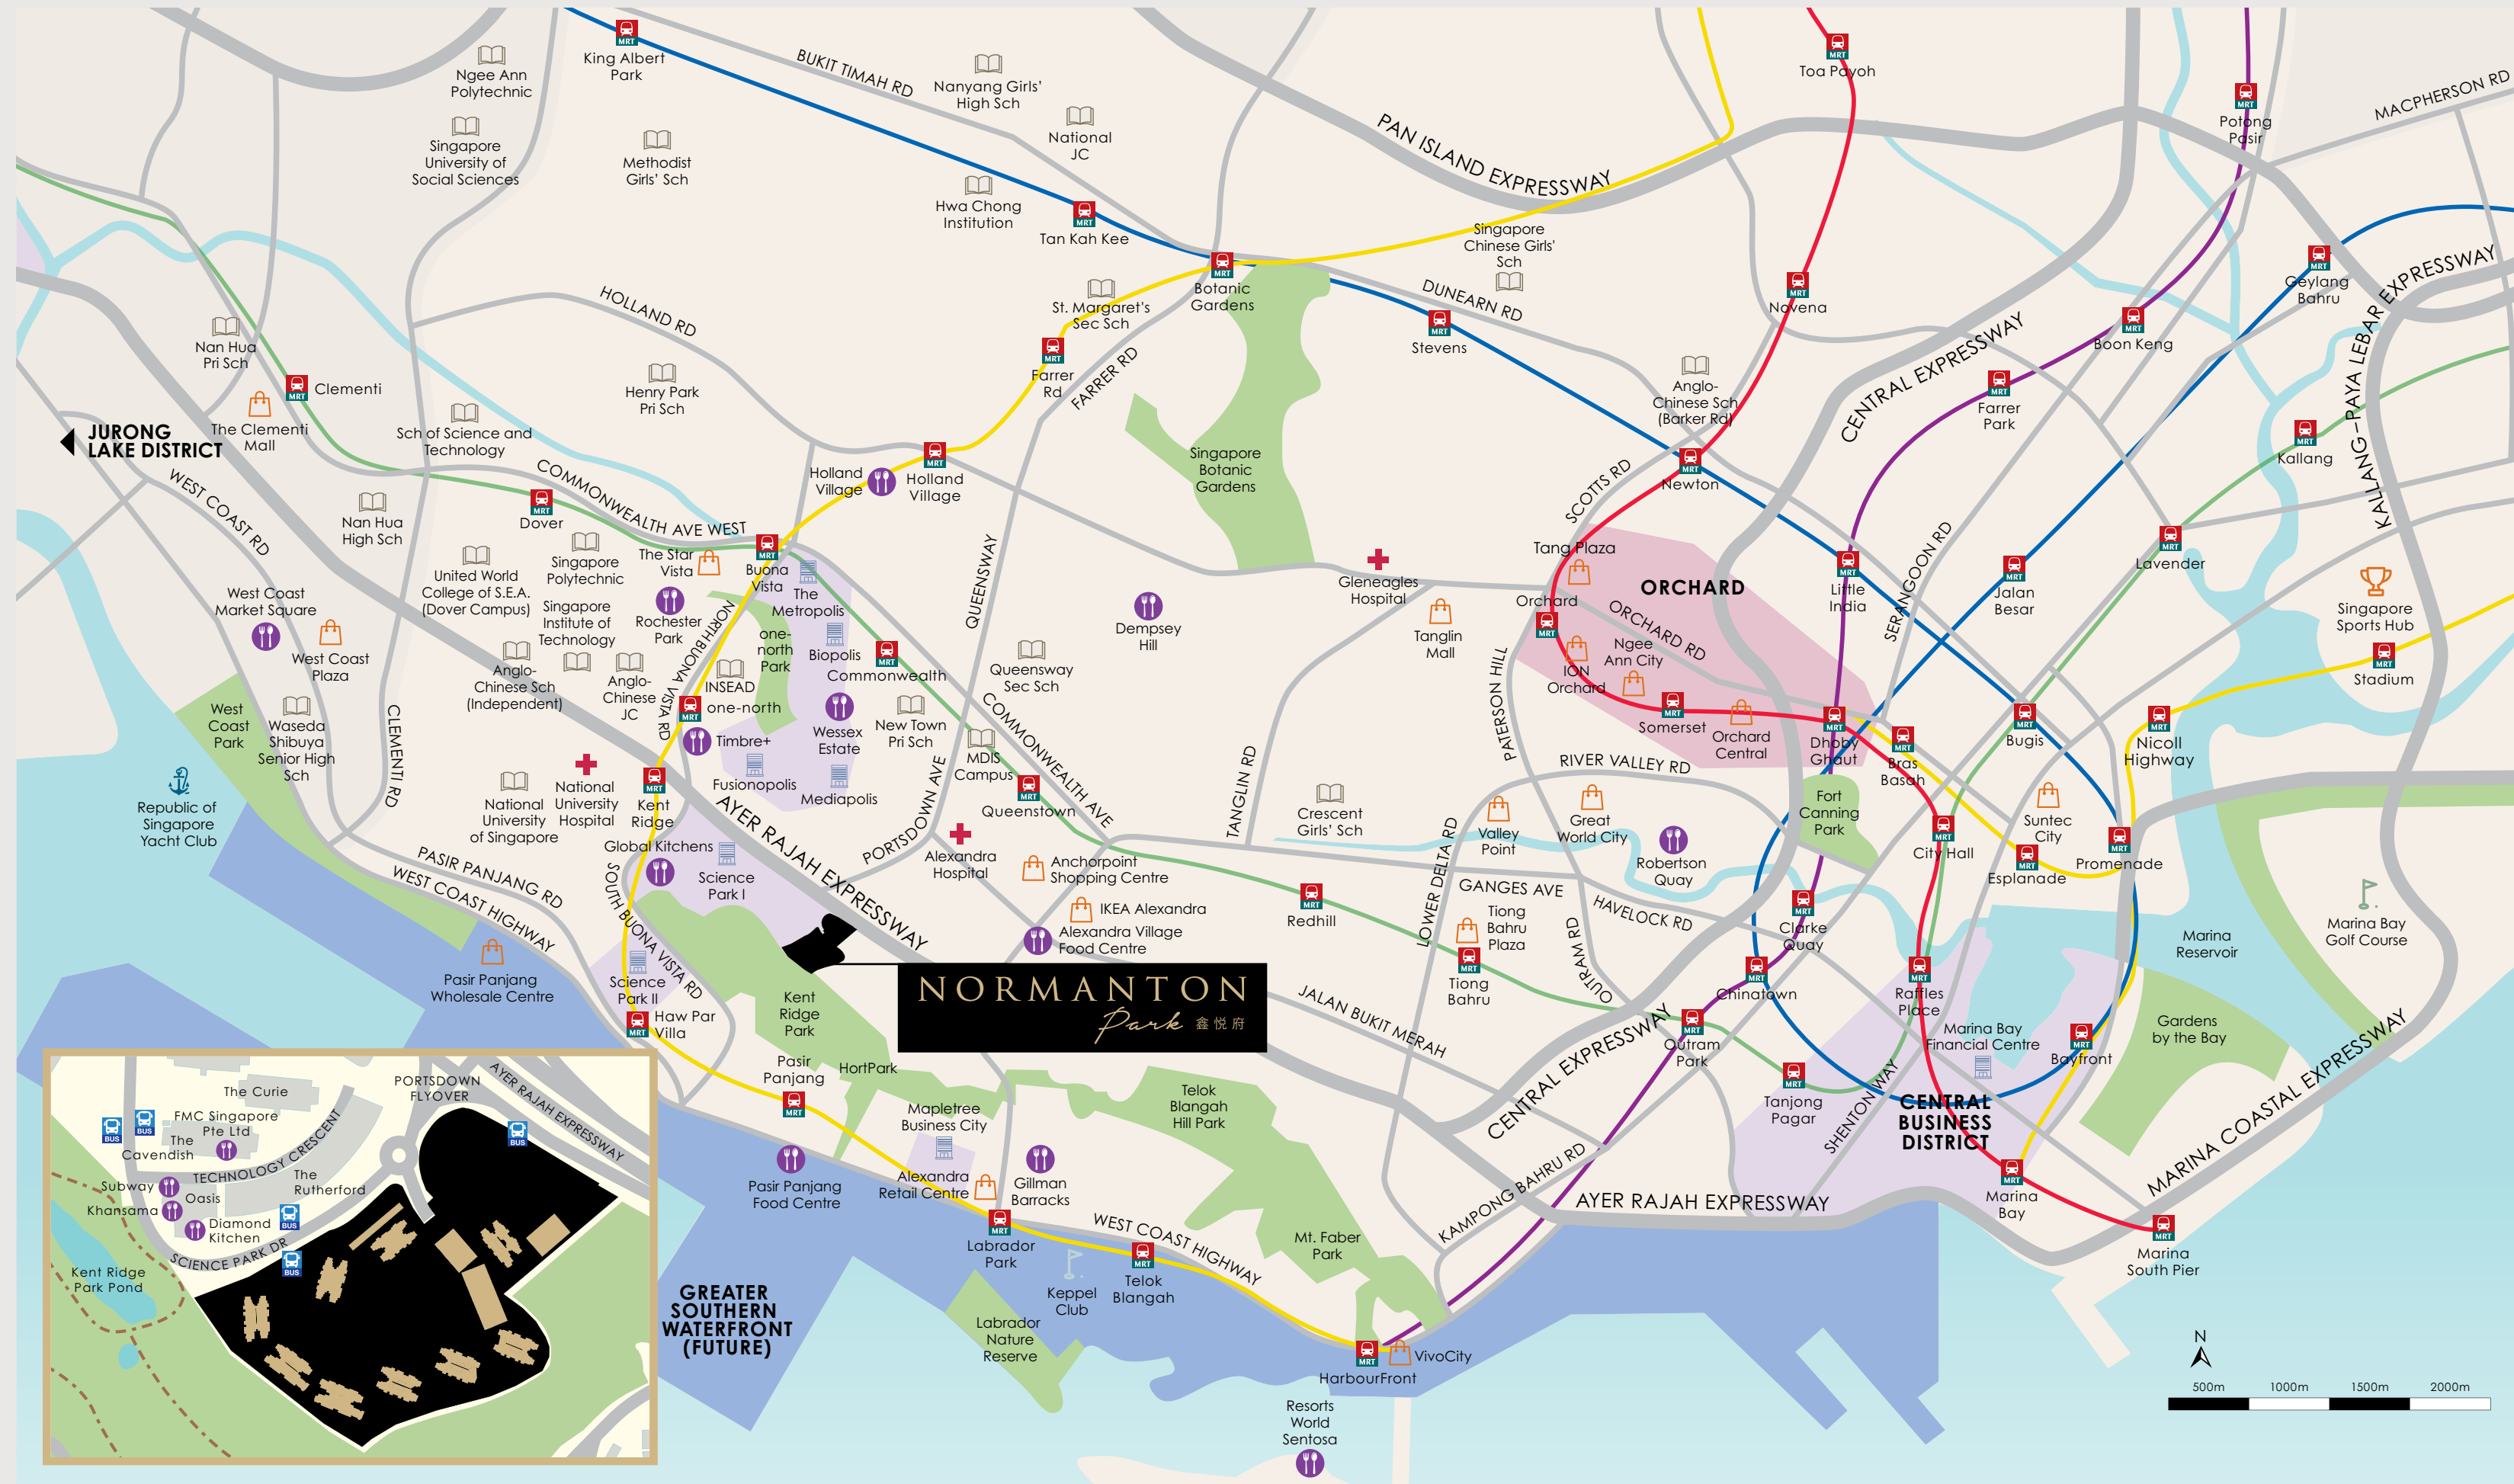 King Albert
Park
BUKIT TIMAH RD
Ngee Ann
Polytechnic
Nanyang Girls'
High Sch
Singapore
University of
Social Sciences
Methodist
Girls' Sch
National
JC
Hwa Chong
Institution
Tan Kah Kee
PAN ISLAND EXPRESSWAY
Toa Payoh
Potong
Pasir
MACPHERSON RD
Singapore
Chinese Girls'
Sch
Botanic
Gardens
St. Margaret's
Sec Sch
DUNEARN RD
Novena
Geylang
Bahru
HOLLAND RD
Nan Hua
Pri Sch
Farrer
Rd
FARRER RD
Stevens
CENTRAL EXPRESSWAY
Boon Keng
KALLANG–PAYA LEBAR EXPRESSWAY
Clementi
Henry Park
Pri Sch
Anglo-
Chinese Sch
(Barker Rd)
Farrer
Park
JURONG
LAKE DISTRICT
The Clementi
Mall
Sch of Science and
Technology
Kallang
WEST COAST RD
COMMONWEALTH AVE WEST
Holland
Village
Holland
Village
Singapore
Botanic
Gardens
SCOTTS RD
Newton
Nan Hua
High Sch
Dover
United World
College of S.E.A.
(Dover Campus)
Singapore
Polytechnic
The Star
Vista
Buona
Vista
The
Metropolis
QUEENSWAY
Gleneagles
Hospital
Tang Plaza
ORCHARD
Little
India
SERANGOON RD
Jalan
Besar
Lavender
Singapore
Sports Hub
West Coast
Market Square
West Coast
Plaza
Singapore
Institute of
Technology
Rochester
Park
NORTH BUONA VISTA RD
one-
north
Park
Biopolis
Commonwealth
Queensway
Sec Sch
Dempsey
Hill
Tanglin
Mall
Orchard
ORCHARD RD
Ngee
Ann City
ION
Orchard
Stadium
Anglo-
Chinese Sch
(Independent)
Anglo-
Chinese
JC
INSEAD
one-north
West
Coast
Park
Waseda
Shibuya
Senior High
Sch
CLEMENTI RD
Timbre+
Wessex
Estate
New Town
Pri Sch
MDIS
Campus
COMMONWEALTH AVE
PATERSON HILL
Somerset
Orchard
Central
Dhoby
Ghaut
Bras
Basah
Bugis
Nicoll
Highway
Republic of
Singapore
Yacht Club
National
University
of Singapore
National
University
Hospital
Kent
Ridge
Fusionopolis
Mediapolis
PORTSDOWN AVE
Queenstown
TANGLIN RD
Crescent
Girls' Sch
RIVER VALLEY RD
Valley
Point
Great
World City
Robertson
Quay
Fort
Canning
Park
City Hall
Suntec
City
Esplanade
Promenade
PASIR PANJANG RD
WEST COAST HIGHWAY
Global Kitchens
Science
Park I
SOUTH BUONA VISTA RD
AYER RAJAH EXPRESSWAY
Alexandra
Hospital
Anchorpoint
Shopping Centre
IKEA Alexandra
Alexandra Village
Food Centre
Redhill
LOWER DELTA RD
GANGES AVE
HAVELOCK RD
Tiong
Bahru
Plaza
OUTRAM RD
Tiong
Bahru
Clarke
Quay
Chinatown
Raffles
Place
Marina
Reservoir
Marina Bay
Golf Course
Pasir Panjang
Wholesale Centre
Science
Park II
Haw Par
Villa
Kent
Ridge
Park
NORMANTON
Park 鑫悦府
JALAN BUKIT MERAH
CENTRAL EXPRESSWAY
Outram
Park
Marina Bay
Financial Centre
Bayfront
Gardens
by the Bay
Pasir
Panjang
HortPark
Telok
Blangah
Hill Park
Tanjong
Pagar
SHENTON WAY
CENTRAL
BUSINESS
DISTRICT
MARINA COASTAL EXPRESSWAY
Mapletree
Business City
Pasir Panjang
Food Centre
Alexandra
Retail Centre
Gillman
Barracks
KAMPONG BAHRU RD
AYER RAJAH EXPRESSWAY
Marina
Bay
Labrador
Park
WEST COAST HIGHWAY
Mt. Faber
Park
Marina
South Pier
Keppel
Club
Telok
Blangah
GREATER
SOUTHERN
WATERFRONT
(FUTURE)
Labrador
Nature
Reserve
HarbourFront
VivoCity
Resorts
World
Sentosa
N
500m 1000m 1500m 2000m
The Curie
PORTSDOWN
FLYOVER
AYER RAJAH EXPRESSWAY
FMC Singapore
Pte Ltd
The
Cavendish
TECHNOLOGY CRESCENT
BUS
BUS
BUS
Subway
Oasis
The
Rutherford
Khansama
Diamond
Kitchen
BUS
SCIENCE PARK DR
BUS
Kent Ridge
Park Pond
MRT